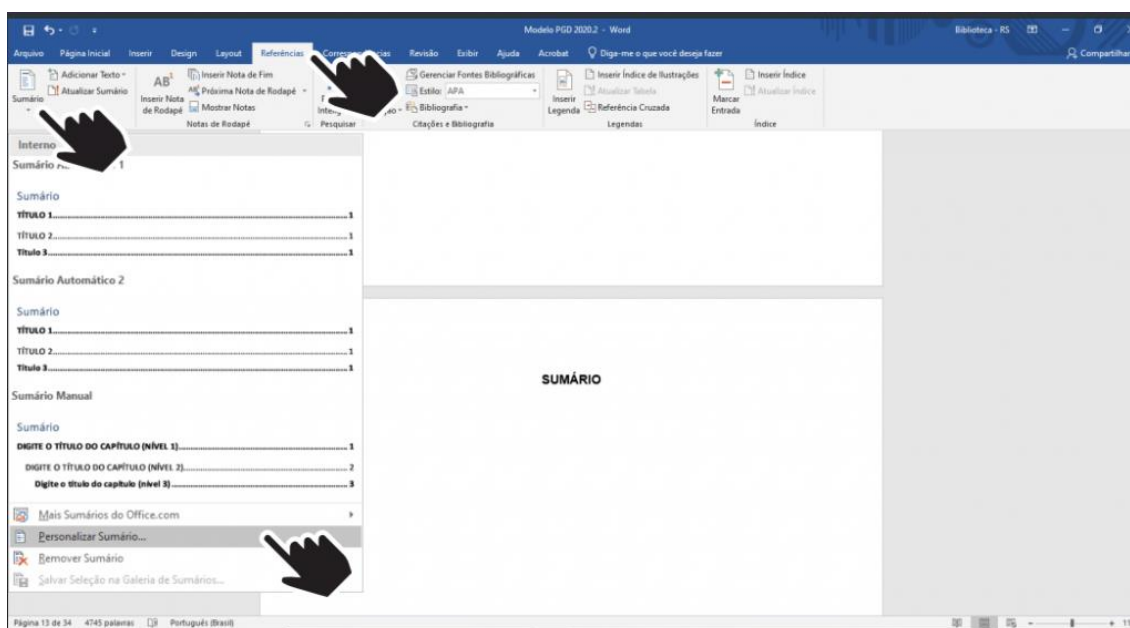 Modelo PGD 2020.2 - Word
Biblioteca - RS
Arquivo Página Inicial Inserir Design Layout Referências Revisão Exibir Ajuda Acrobat Diga-me o que você deseja fazer Compartilhar
Sumário
Adicionar Texto
Atualizar Sumário
AB¹
Inserir Nota de Rodapé
Inserir Nota de Fim
Próxima Nota de Rodapé
Mostrar Notas
Notas de Rodapé
Pesquisar
Gerenciar Fontes Bibliográficas
Estilo: APA
Bibliografia
Citações e Bibliografia
Inserir Legenda
Inserir Índice de Ilustrações
Atualizar Tabela
Referência Cruzada
Legendas
Marcar Entrada
Inserir Índice
Atualizar Índice
Índice
Interno
Sumário 1
Sumário
TÍTULO 1 1
TÍTULO 2 1
Título 3 1
Sumário Automático 2
Sumário
TÍTULO 1 1
TÍTULO 2 1
Título 3 1
Sumário Manual
Sumário
DIGITE O TÍTULO DO CAPÍTULO (NÍVEL 1) 1
DIGITE O TÍTULO DO CAPÍTULO (NÍVEL 2) 2
Digite o título do capítulo (nível 3) 3
Mais Sumários do Office.com
Personalizar Sumário...
Remover Sumário
Salvar Seleção na Galeria de Sumários...
SUMÁRIO
Página 13 de 34 4745 palavras Português (Brasil)